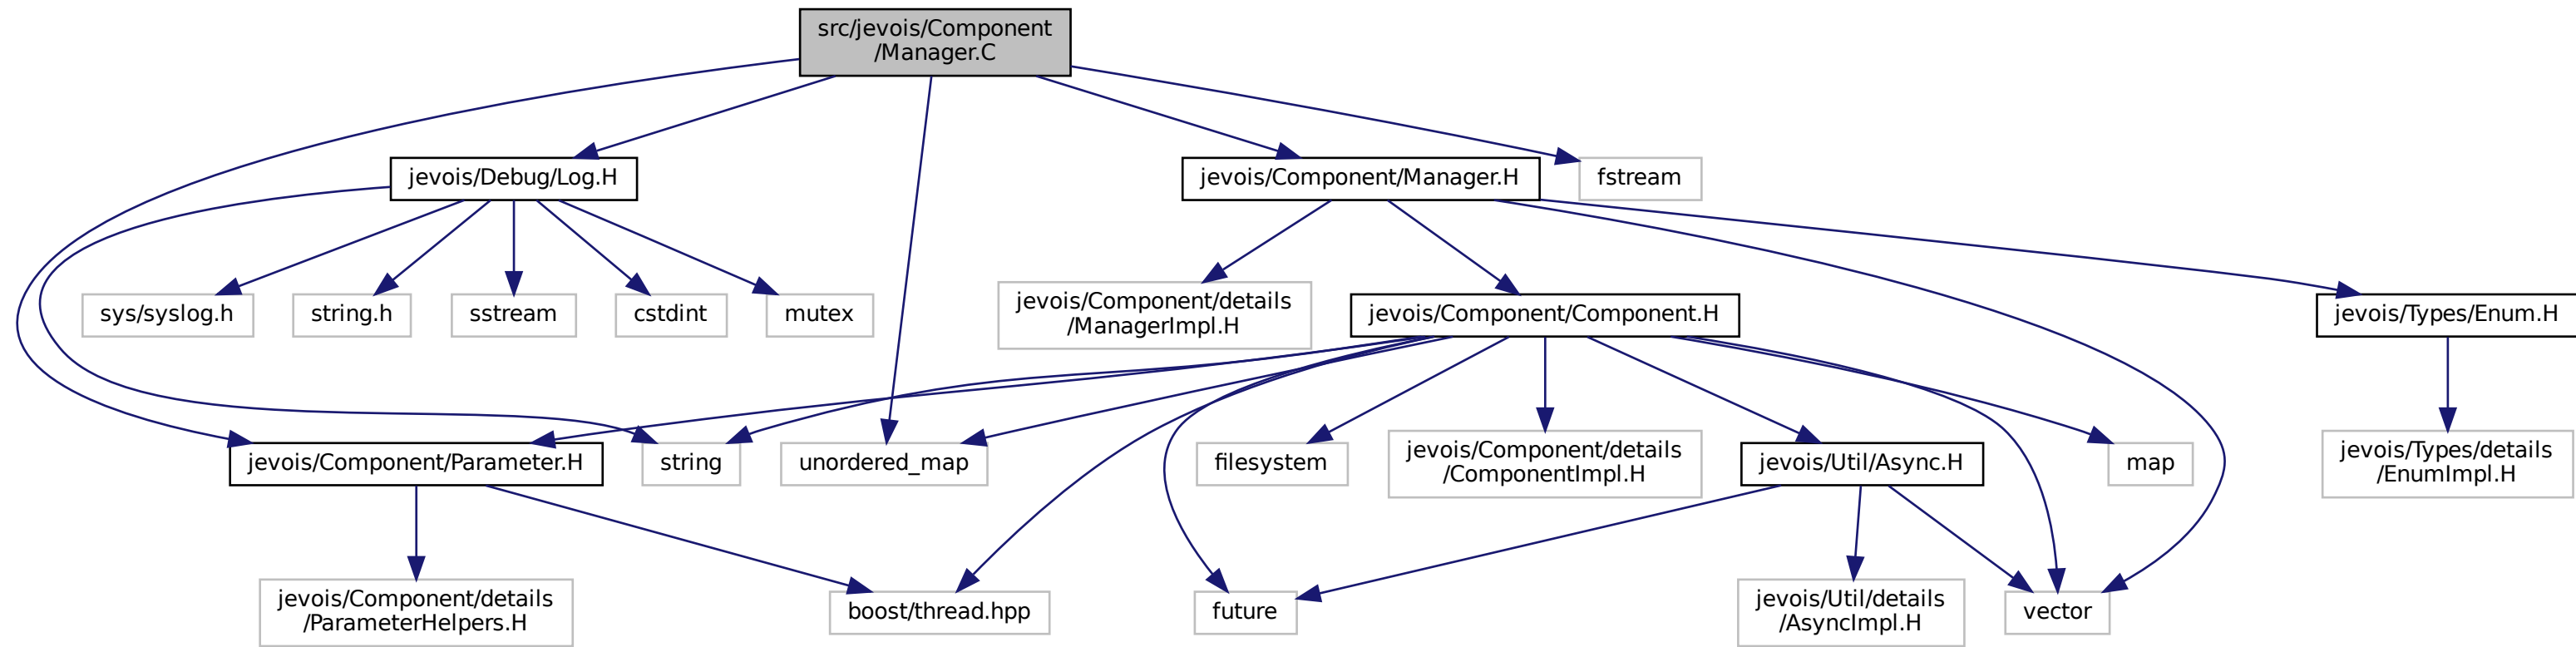 src/jevois/Component
/Manager.C
jevois/Debug/Log.H
jevois/Component/Manager.H
fstream
sys/syslog.h
string.h
sstream
cstdint
mutex
jevois/Component/details
/ManagerImpl.H
jevois/Component/Component.H
jevois/Types/Enum.H
jevois/Component/Parameter.H
string
unordered_map
filesystem
jevois/Component/details
/ComponentImpl.H
jevois/Util/Async.H
map
jevois/Types/details
/EnumImpl.H
jevois/Component/details
/ParameterHelpers.H
boost/thread.hpp
future
jevois/Util/details
/AsyncImpl.H
vector